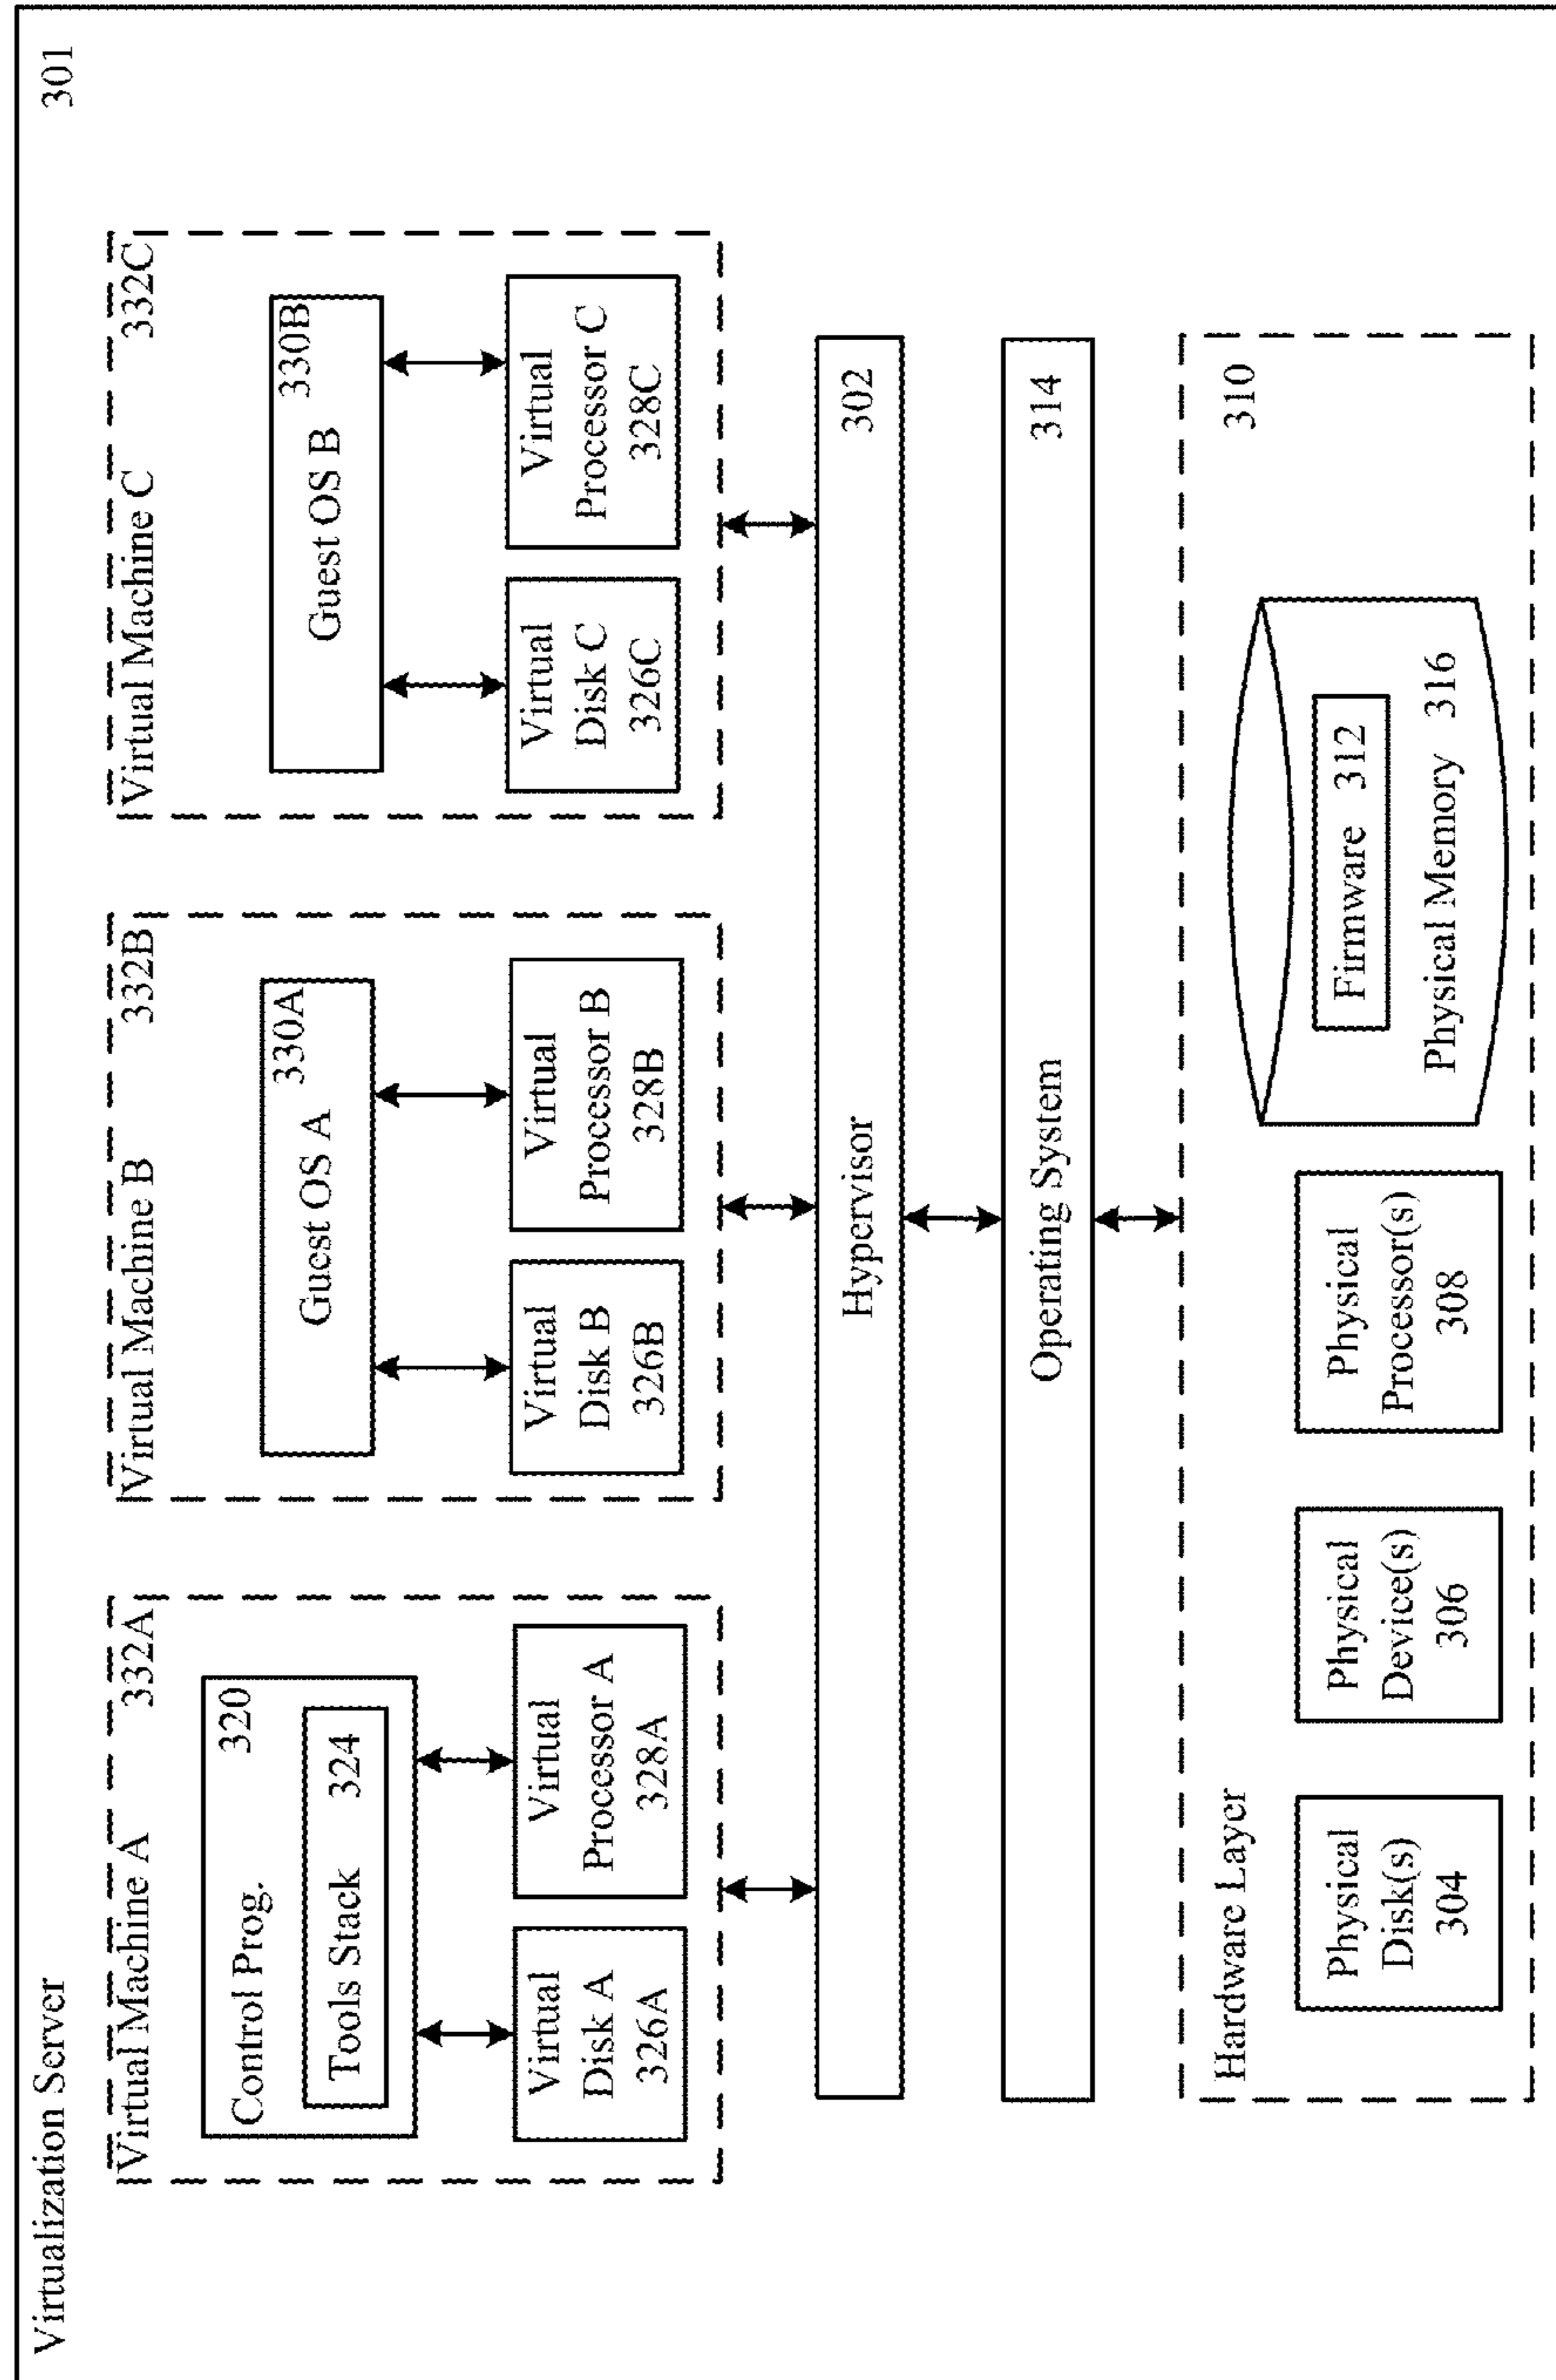 Virtualization Server
301
Virtual Machine A 332A
Control Prog. 320
Tools Stack 324
Virtual
Disk A
326A
Virtual
Processor A
328A
Virtual Machine B 332B
Guest OS A
330A
Virtual
Disk B
326B
Virtual
Processor B
328B
Virtual Machine C 332C
Guest OS B
330B
Virtual
Disk C
326C
Virtual
Processor C
328C
Hypervisor
302
Operating System
314
Hardware Layer
310
Physical
Disk(s)
304
Physical
Device(s)
306
Physical
Processor(s)
308
Firmware 312
Physical Memory 316